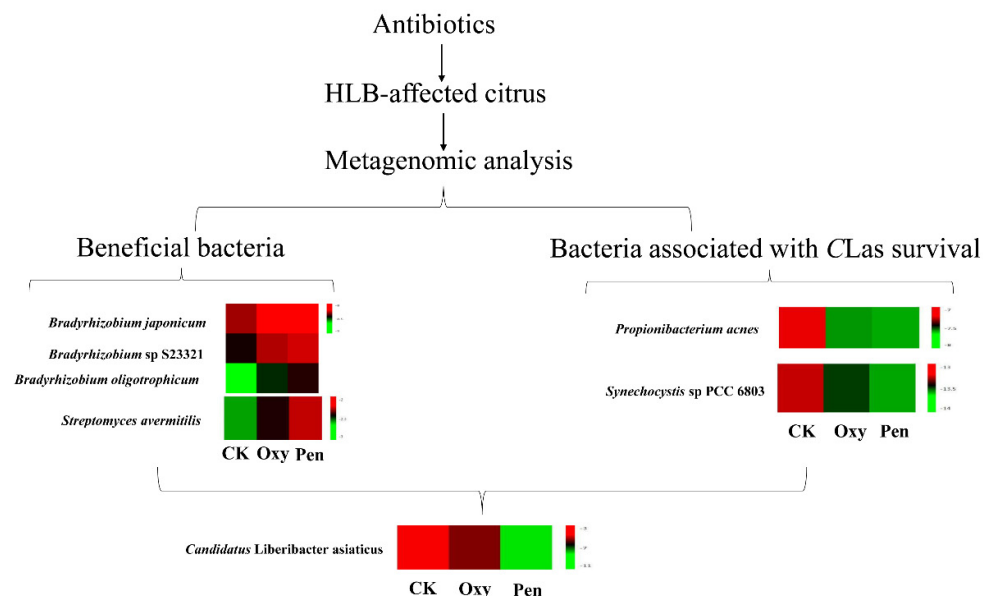 Antibiotics
HLB-affected citrus
Metagenomic analysis
Beneficial bacteria
Bradyrhizobium japonicum
Bradyrhizobium sp S23321
Bradyrhizobium oligotrophicum
Streptomyces avermitilis
CK Oxy Pen
Bacteria associated with CLas survival
Propionibacterium acnes
Synechocystis sp PCC 6803
CK Oxy Pen
Candidatus Liberibacter asiaticus
CK Oxy Pen